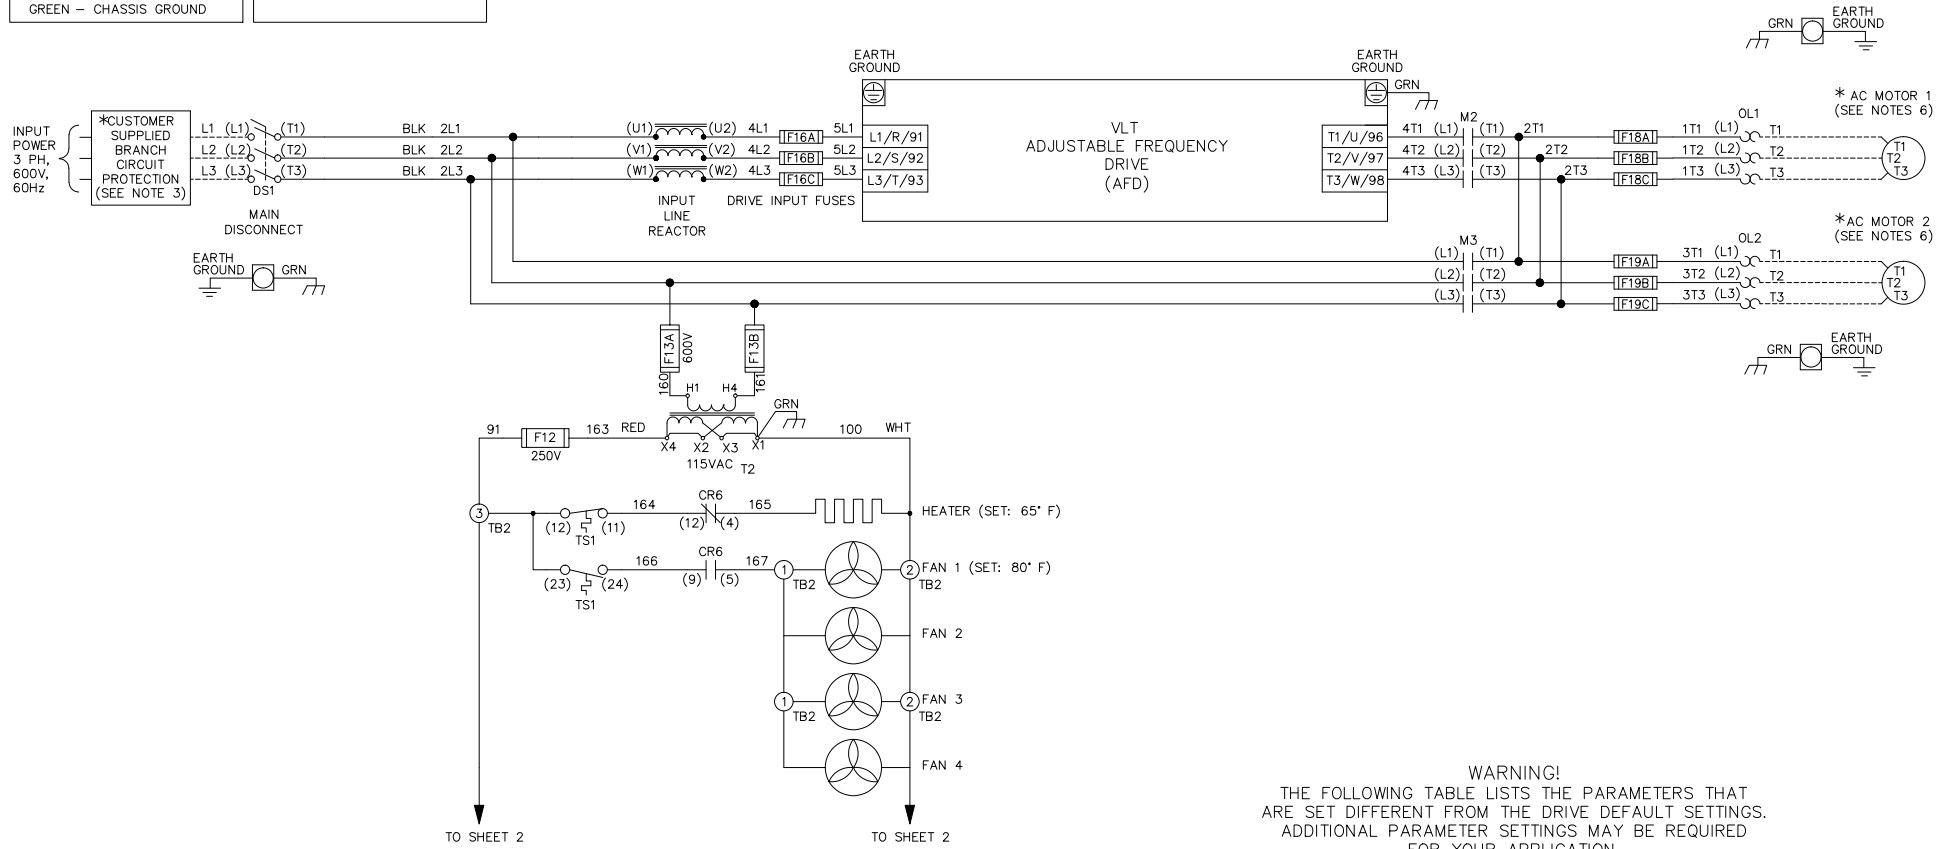 GREEN – CHASSIS GROUND
EARTH
GROUND
GRN
EARTH
GROUND
EARTH
GROUND
GRN
* AC MOTOR 1
(SEE NOTES 6)
INPUT
POWER
3 PH,
600V,
60Hz
*CUSTOMER
SUPPLIED
BRANCH
CIRCUIT
PROTECTION
(SEE NOTE 3)
L1 (L1) (T1) BLK 2L1 (U1) (U2) 4L1 F16A 5L1 L1/R/91
L2 (L2) (T2) BLK 2L2 (V1) (V2) 4L2 F16B 5L2 L2/S/92
L3 (L3) (T3) BLK 2L3 (W1) (W2) 4L3 F16C 5L3 L3/T/93
DS1
MAIN
DISCONNECT
INPUT
LINE
REACTOR
DRIVE INPUT FUSES
VLT
ADJUSTABLE FREQUENCY
DRIVE
(AFD)
M2
OL1
T1/U/96 4T1 (L1) (T1) 2T1 F18A 1T1 (L1) T1
T2/V/97 4T2 (L2) (T2) 2T2 F18B 1T2 (L2) T2
T3/W/98 4T3 (L3) (T3) 2T3 F18C 1T3 (L3) T3
T1
T2
T3
*AC MOTOR 2
(SEE NOTES 6)
M3
OL2
(L1) (T1) F19A 3T1 (L1) T1
(L2) (T2) F19B 3T2 (L2) T2
(L3) (T3) F19C 3T3 (L3) T3
T1
T2
T3
EARTH
GROUND
GRN
GRN
EARTH
GROUND
F13A
600V
F13B
160
161
H1 H4
GRN
91 F12 163 RED
250V
X4 X2 X3 X1
100 WHT
115VAC T2
3
TB2
(12) (11)
TS1
164
CR6
(12) (4)
165
HEATER (SET: 65° F)
(23) (24)
TS1
166
CR6
(9) (5)
167
1
TB2
2
TB2
FAN 1 (SET: 80° F)
FAN 2
1
TB2
2
TB2
FAN 3
FAN 4
TO SHEET 2
TO SHEET 2
WARNING!
THE FOLLOWING TABLE LISTS THE PARAMETERS THAT
ARE SET DIFFERENT FROM THE DRIVE DEFAULT SETTINGS.
ADDITIONAL PARAMETER SETTINGS MAY BE REQUIRED
FOR YOUR APPLICATION